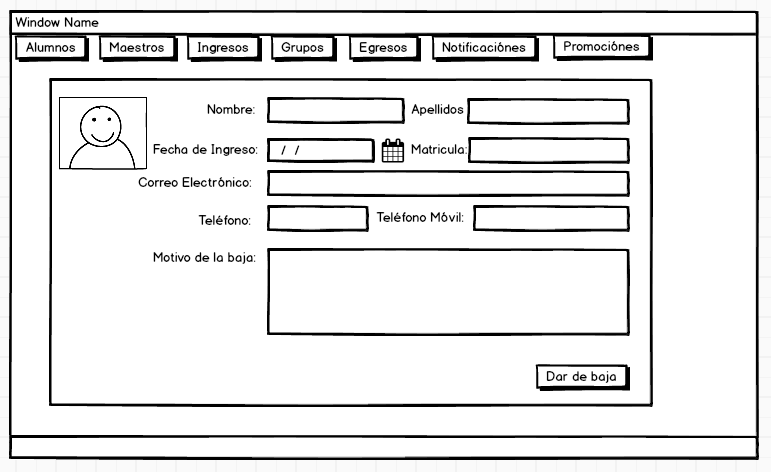 Window Name
Alumnos Maestros Ingresos Grupos Egresos Notificaciónes Promociónes
Nombre: Apellidos
Fecha de Ingreso: / / Matricula:
Correo Electrónico:
Teléfono: Teléfono Móvil:
Motivo de la baja:
Dar de baja